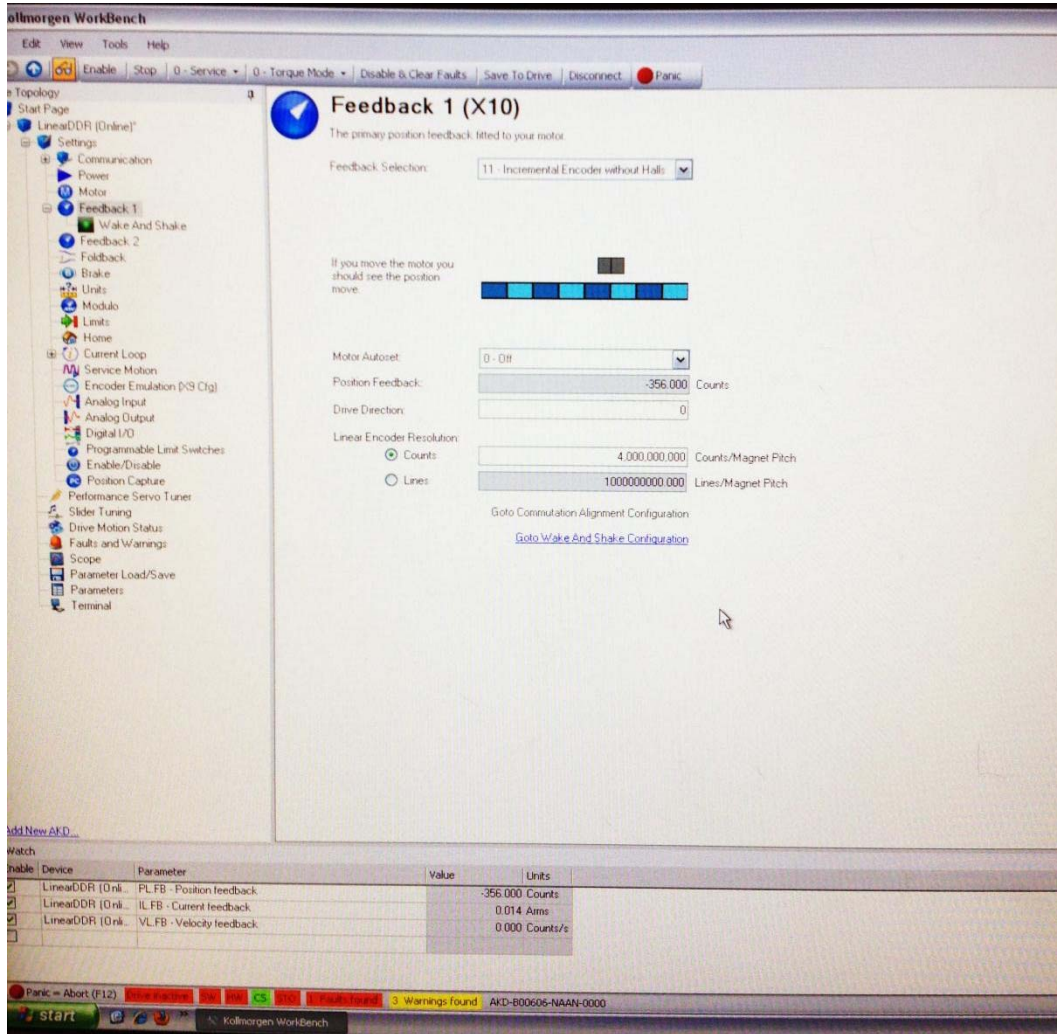 ollmorgen WorkBench
Edit View Tools Help
Enable Stop 0 - Service 0 - Torque Mode Disable & Clear Faults Save To Drive Disconnect Panic
Topology
Start Page
LinearDDR (Online)*
Settings
Communication
Power
Motor
Feedback 1
Wake And Shake
Feedback 2
Foldback
Brake
Units
Modulo
Limits
Home
Current Loop
Service Motion
Encoder Emulation (X9 Cfg)
Analog Input
Analog Output
Digital I/O
Programmable Limit Switches
Enable/Disable
Position Capture
Performance Servo Tuner
Slider Tuning
Drive Motion Status
Faults and Warnings
Scope
Parameter Load/Save
Parameters
Terminal
Add New AKD...
Feedback 1 (X10)
The primary position feedback fitted to your motor.
Feedback Selection: 11 - Incremental Encoder without Halls
If you move the motor you
should see the position
move.
Motor Autoset: 0 - Off
Position Feedback: -356.000 Counts
Drive Direction: 0
Linear Encoder Resolution:
Counts 4,000,000.000 Counts/Magnet Pitch
Lines 1000000000.000 Lines/Magnet Pitch
Goto Commutation Alignment Configuration
Goto Wake And Shake Configuration
Watch
nable Device Parameter Value Units
LinearDDR (Onli... PL.FB - Position feedback -356.000 Counts
LinearDDR (Onli... IL.FB - Current feedback 0.014 Arms
LinearDDR (Onli... VL.FB - Velocity feedback 0.000 Counts/s
Panic = Abort (F12) Drive Inactive SW HW CS STO 1 Faults found 3 Warnings found AKD-B00606-NAAN-0000
start Kollmorgen WorkBench